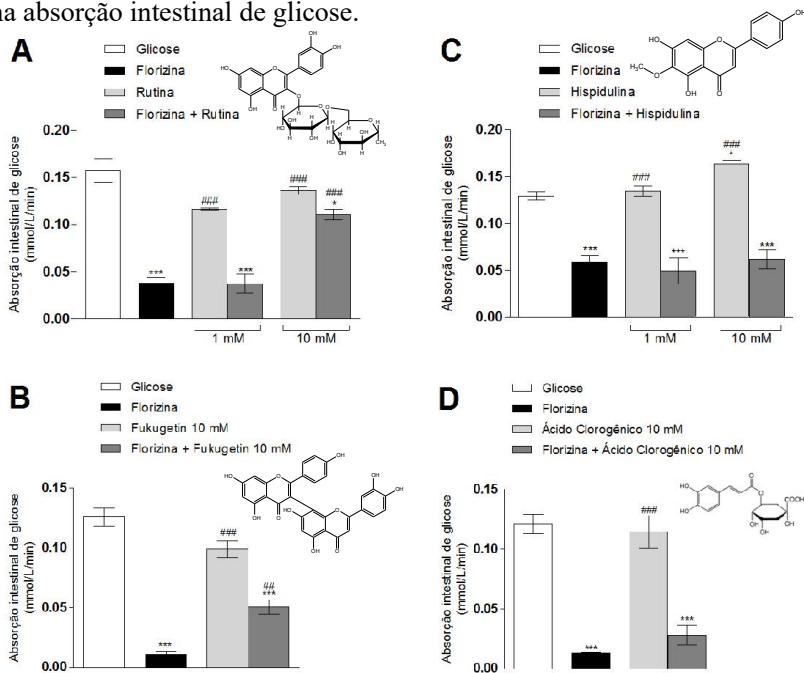 na absorção intestinal de glicose.
A
Glicose
Florizina
Rutina
Florizina + Rutina
Absorção intestinal de glicose
(mmol/L/min)
0.20
0.15
0.10
0.05
0.00
***
###
***
###
###
*
1 mM
10 mM
C
Glicose
Florizina
Hispidulina
Florizina + Hispidulina
Absorção intestinal de glicose
(mmol/L/min)
0.20
0.15
0.10
0.05
0.00
***
###
***
###
*
***
1 mM
10 mM
B
Glicose
Florizina
Fukugetin 10 mM
Florizina + Fukugetin 10 mM
Absorção intestinal de glicose
(mmol/L/min)
0.15
0.10
0.05
0.00
***
###
##
***
D
Glicose
Florizina
Ácido Clorogênico 10 mM
Florizina + Ácido Clorogênico 10 mM
Absorção intestinal de glicose
(mmol/L/min)
0.15
0.10
0.05
0.00
***
###
***